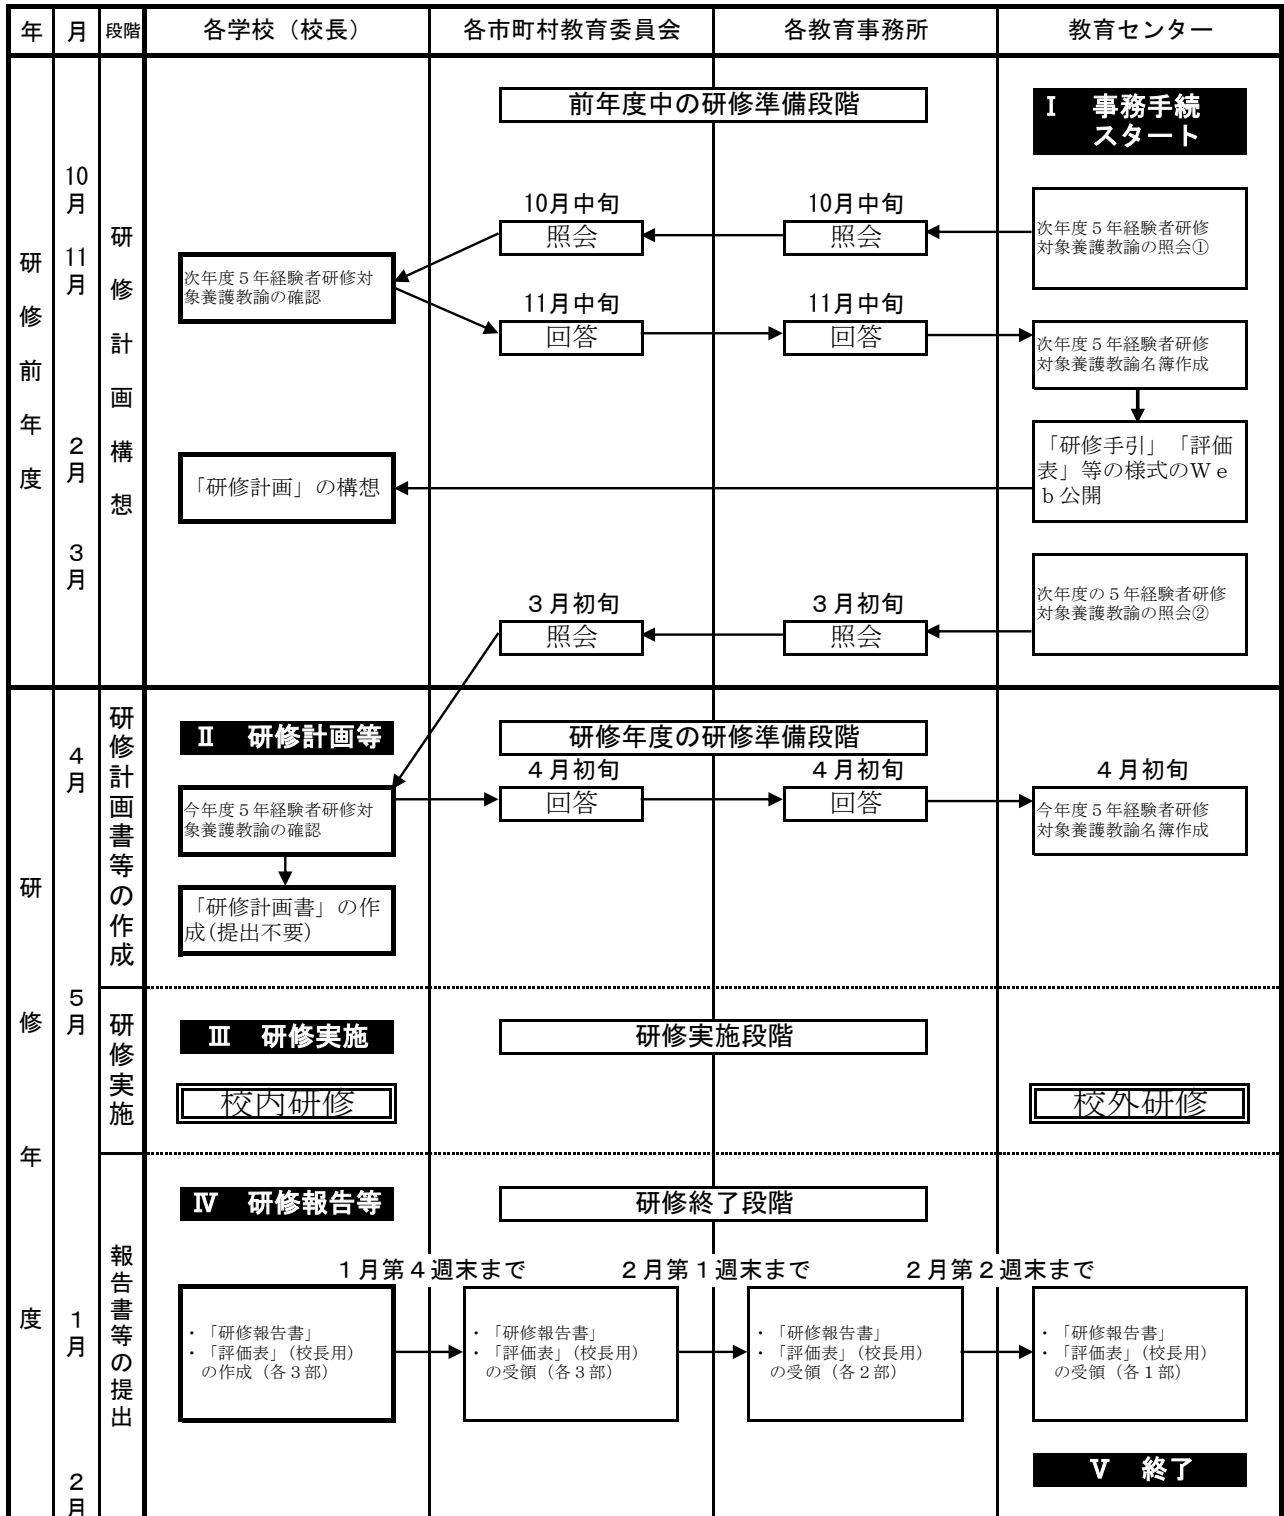 年 月 段階 各学校（校長） 各市町村教育委員会 各教育事務所 教育センター
研修前年度
10月
11月
２月
３月
研修計画構想
前年度中の研修準備段階
Ⅰ　事務手続
スタート
10月中旬
照会
10月中旬
照会
次年度５年経験者研修
対象養護教諭の照会①
次年度５年経験者研修対
象養護教諭の確認
11月中旬
回答
11月中旬
回答
次年度５年経験者研修
対象養護教諭名簿作成
「研修計画」の構想
「研修手引」「評価
表」等の様式のＷｅ
ｂ公開
３月初旬
照会
３月初旬
照会
次年度の５年経験者研修
対象養護教諭の照会②
研修年度
４月
５月
１月
２月
研修計画書等の作成
Ⅱ　研修計画等
研修年度の研修準備段階
今年度５年経験者研修対
象養護教諭の確認
４月初旬
回答
４月初旬
回答
４月初旬
今年度５年経験者研修
対象養護教諭名簿作成
「研修計画書」の作
成(提出不要)
研修実施
Ⅲ　研修実施
研修実施段階
校内研修
校外研修
報告書等の提出
Ⅳ　研修報告等
研修終了段階
１月第４週末まで
２月第１週末まで
２月第２週末まで
・「研修報告書」
・「評価表」（校長用）
の作成（各３部）
・「研修報告書」
・「評価表」（校長用）
の受領（各３部）
・「研修報告書」
・「評価表」（校長用）
の受領（各２部）
・「研修報告書」
・「評価表」（校長用）
の受領（各１部）
Ⅴ　終了